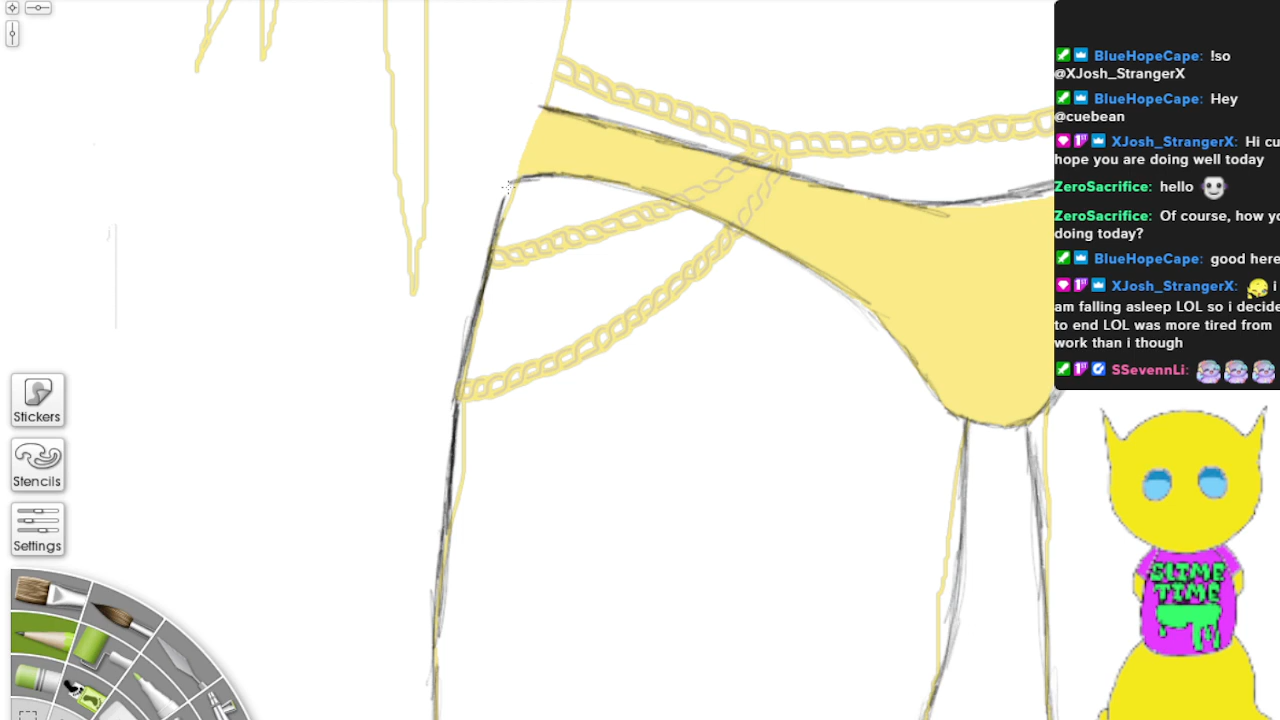 BlueHopeCape: !so
@XJosh_StrangerX
BlueHopeCape: Hey
@cuebean
XJosh_StrangerX: Hi
hope you are doing well today
ZeroSacrifice: hello
ZeroSacrifice: Of course, how
doing today?
BlueHopeCape: good here
XJosh_StrangerX: i
am falling asleep LOL so i decide
to end LOL was more tired from
work than i though
SSevennLi:
Stickers
Stencils
Settings
SLIME
TIME